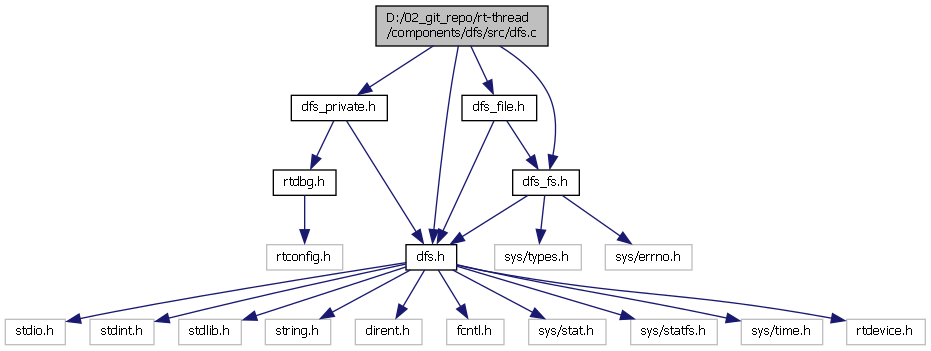 D:/02_git_repo/rt-thread
/components/dfs/src/dfs.c
dfs_private.h
dfs_file.h
rtdbg.h
dfs_fs.h
rtconfig.h
dfs.h
sys/types.h
sys/errno.h
stdio.h
stdint.h
stdlib.h
string.h
dirent.h
fcntl.h
sys/stat.h
sys/statfs.h
sys/time.h
rtdevice.h